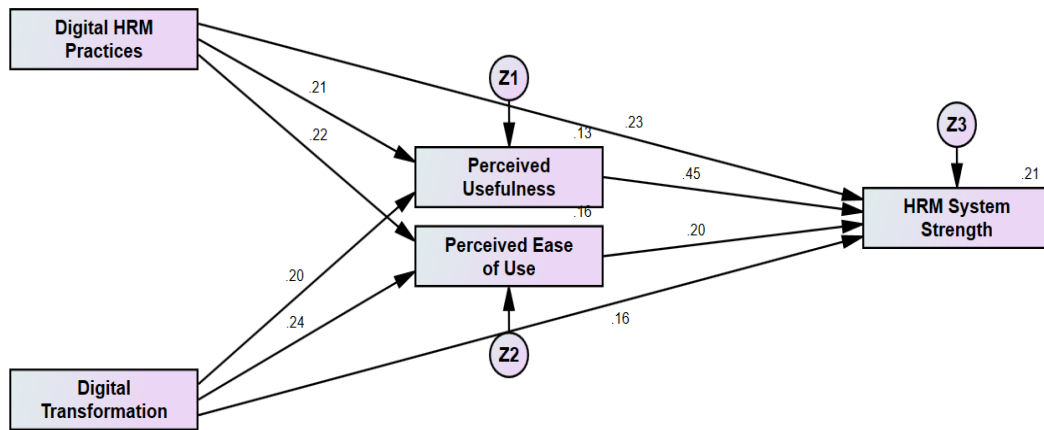 Digital HRM
Practices
Z1
.21
.22
.13
.23
Z3
Perceived
Usefulness
.45
.21
.16
HRM System
Strength
Perceived Ease
of Use
.20
.20
.24
.16
Z2
Digital
Transformation